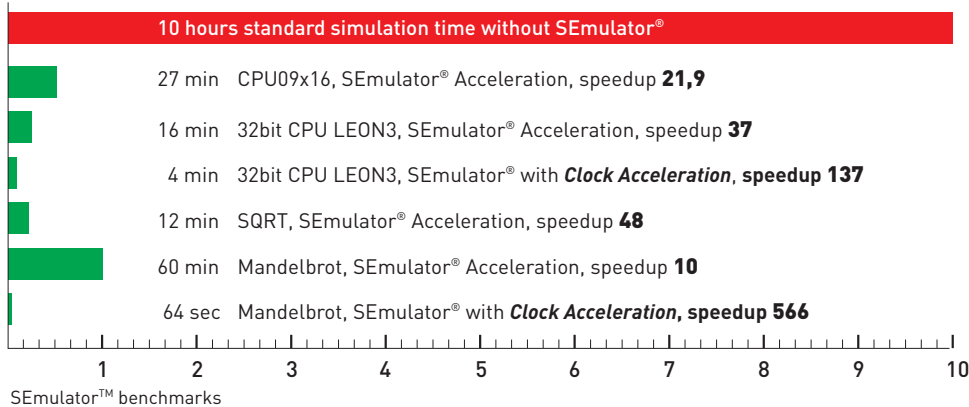 10 hours standard simulation time without SEmulator®
27 min CPU09x16, SEmulator® Acceleration, speedup 21,9
16 min 32bit CPU LEON3, SEmulator® Acceleration, speedup 37
4 min 32bit CPU LEON3, SEmulator® with Clock Acceleration, speedup 137
12 min SQRT, SEmulator® Acceleration, speedup 48
60 min Mandelbrot, SEmulator® Acceleration, speedup 10
64 sec Mandelbrot, SEmulator® with Clock Acceleration, speedup 566
1 2 3 4 5 6 7 8 9 10
SEmulator™ benchmarks